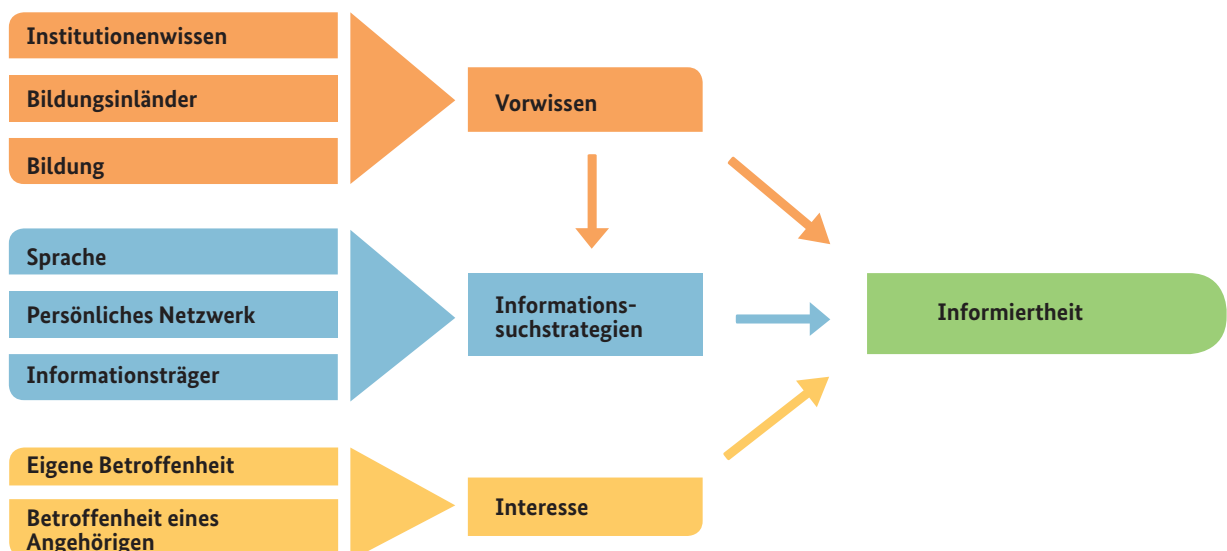 Institutionenwissen
Bildungsinländer
Bildung
Vorwissen
Sprache
Persönliches Netzwerk
Informationsträger
Informations-
suchstrategien
Informiertheit
Eigene Betroffenheit
Betroffenheit eines
Angehörigen
Interesse